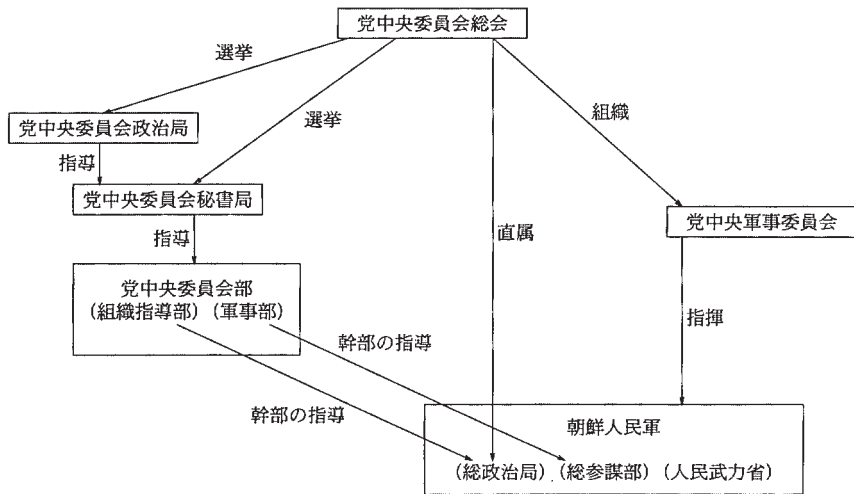 党中央委員会総会
選挙
選挙
組織
党中央委員会政治局
指導
党中央委員会秘書局
党中央軍事委員会
指導
直属
党中央委員会部
(組織指導部)(軍事部)
指揮
幹部の指導
幹部の指導
朝鮮人民軍
(総政治局)(総参謀部)(人民武力省)